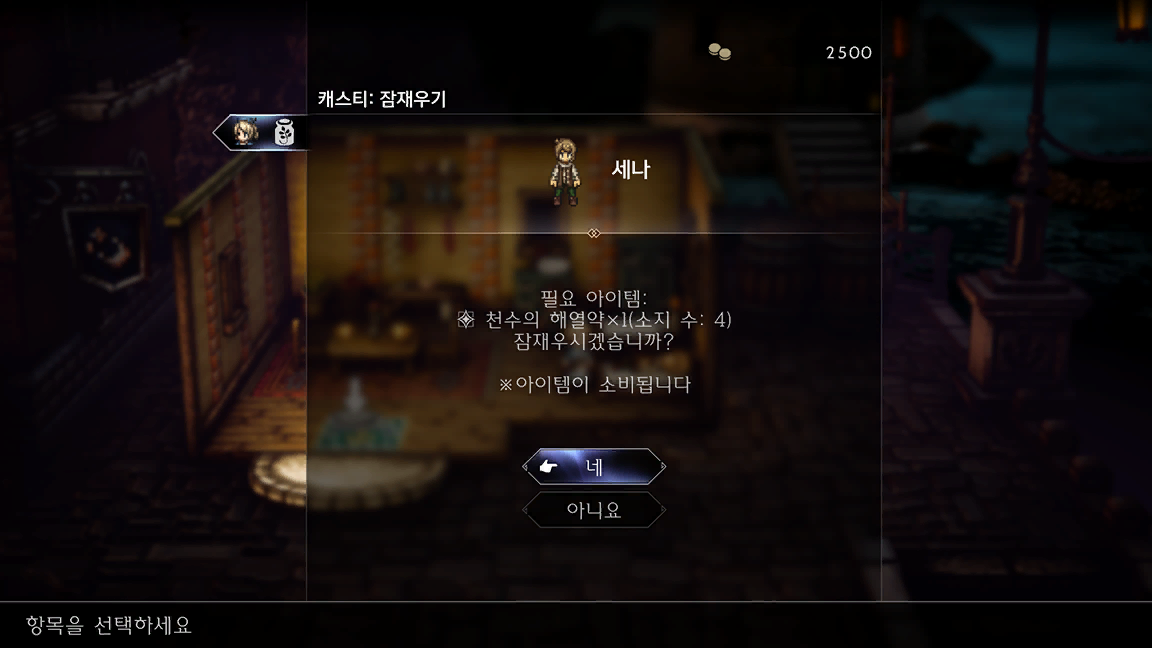 2500
캐스티: 잠재우기
세나
필요 아이템:
천수의 해열약×1(소지 수: 4)
잠재우시겠습니까?
※아이템이 소비됩니다
네
아니요
항목을 선택하세요